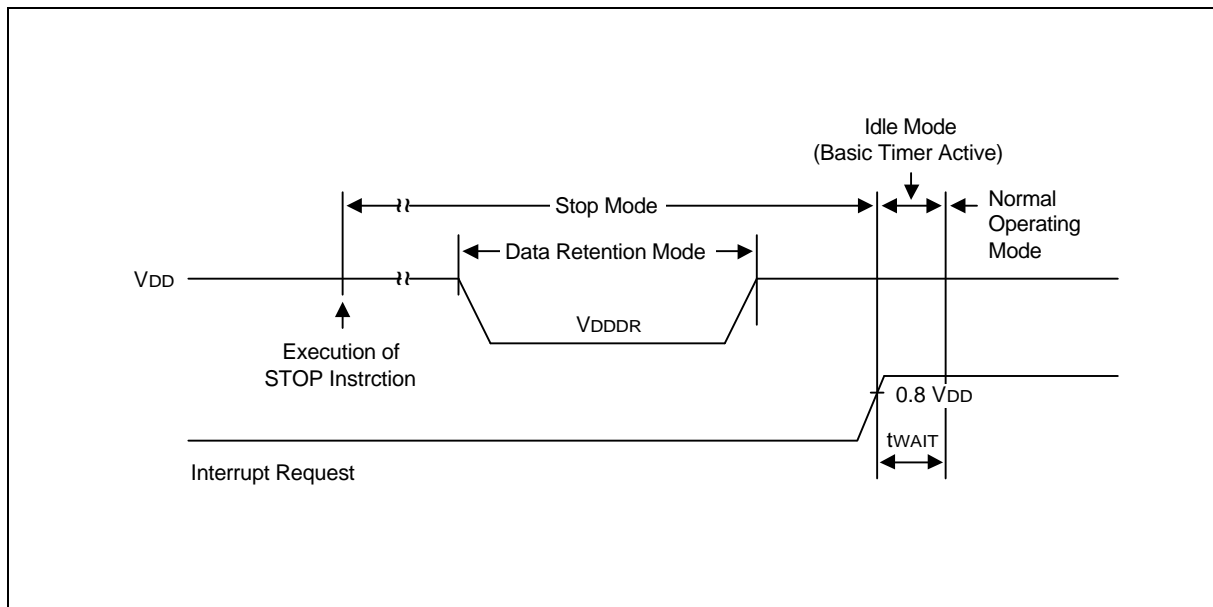 Idle Mode
(Basic Timer Active)
Stop Mode
Normal
Operating
Mode
Data Retention Mode
VDD
VDDDR
Execution of
STOP Instrction
0.8 VDD
tWAIT
Interrupt Request